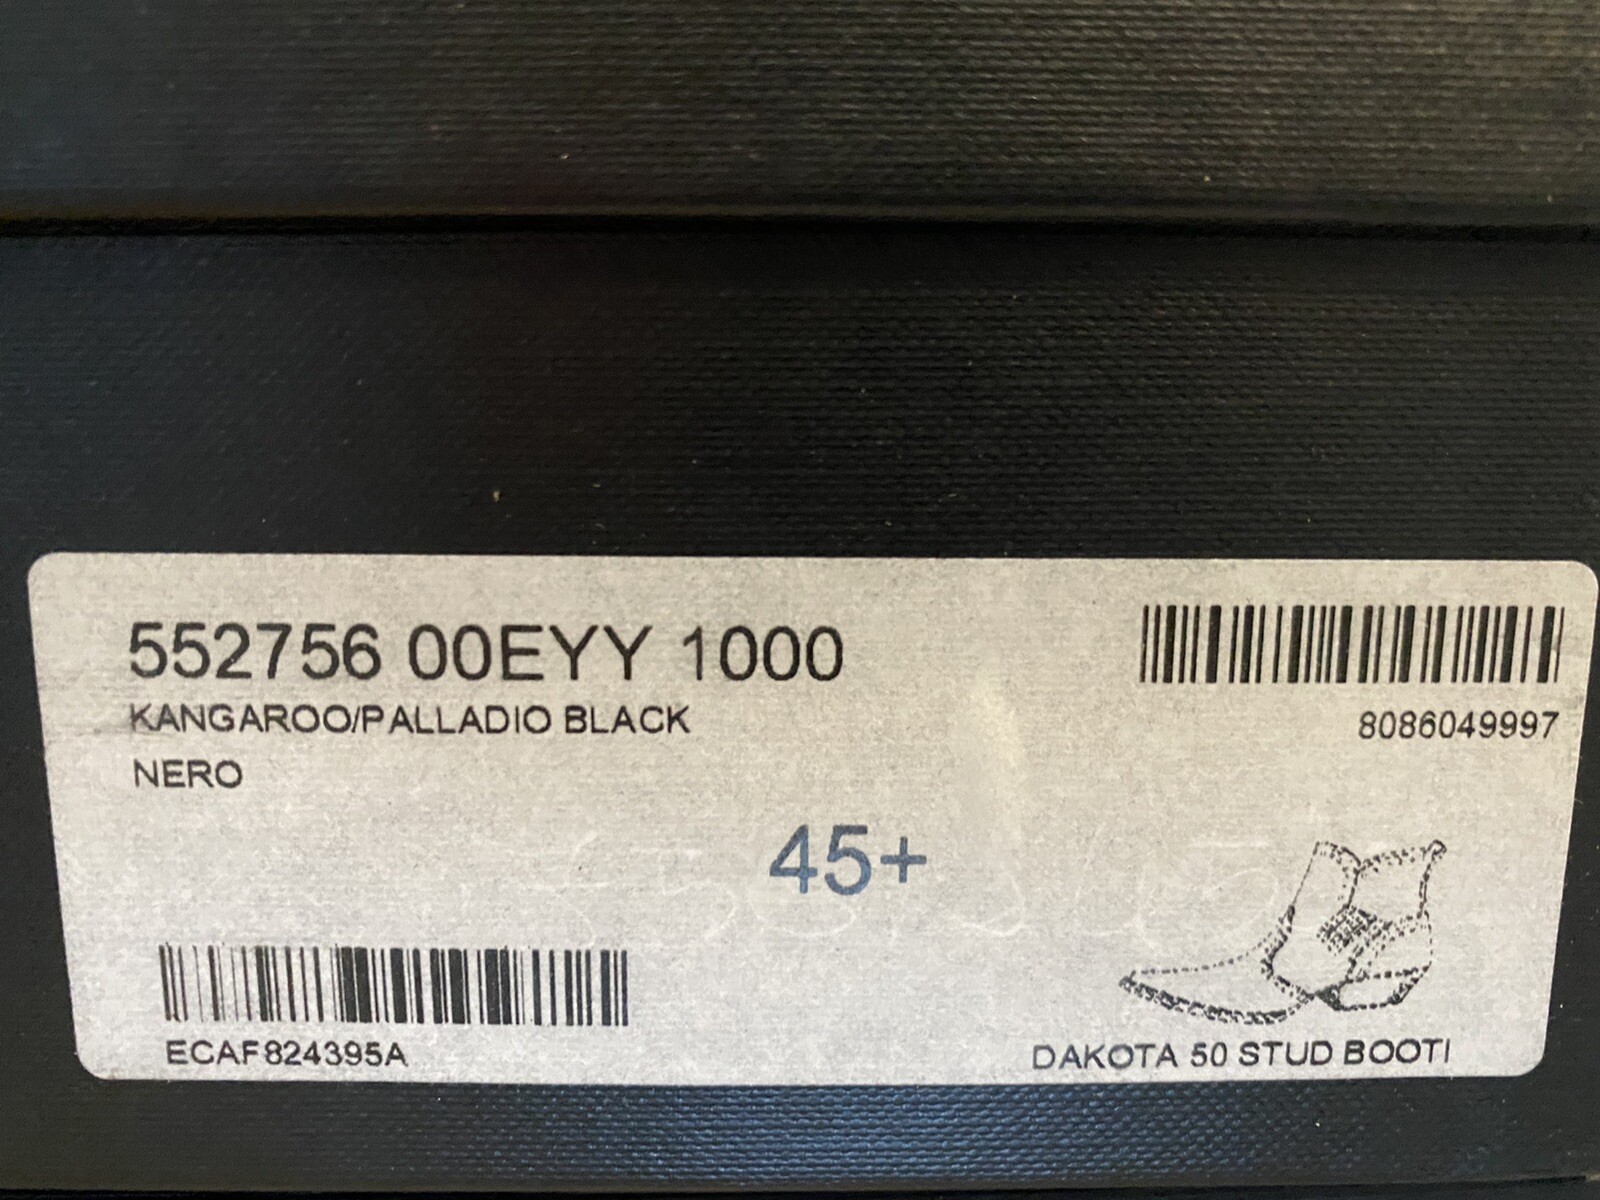 552756 00EYY 1000
KANGAROO/PALLADIO BLACK
8086049997
NERO
45+
ECAF824395A
DAKOTA 50 STUD BOOTI